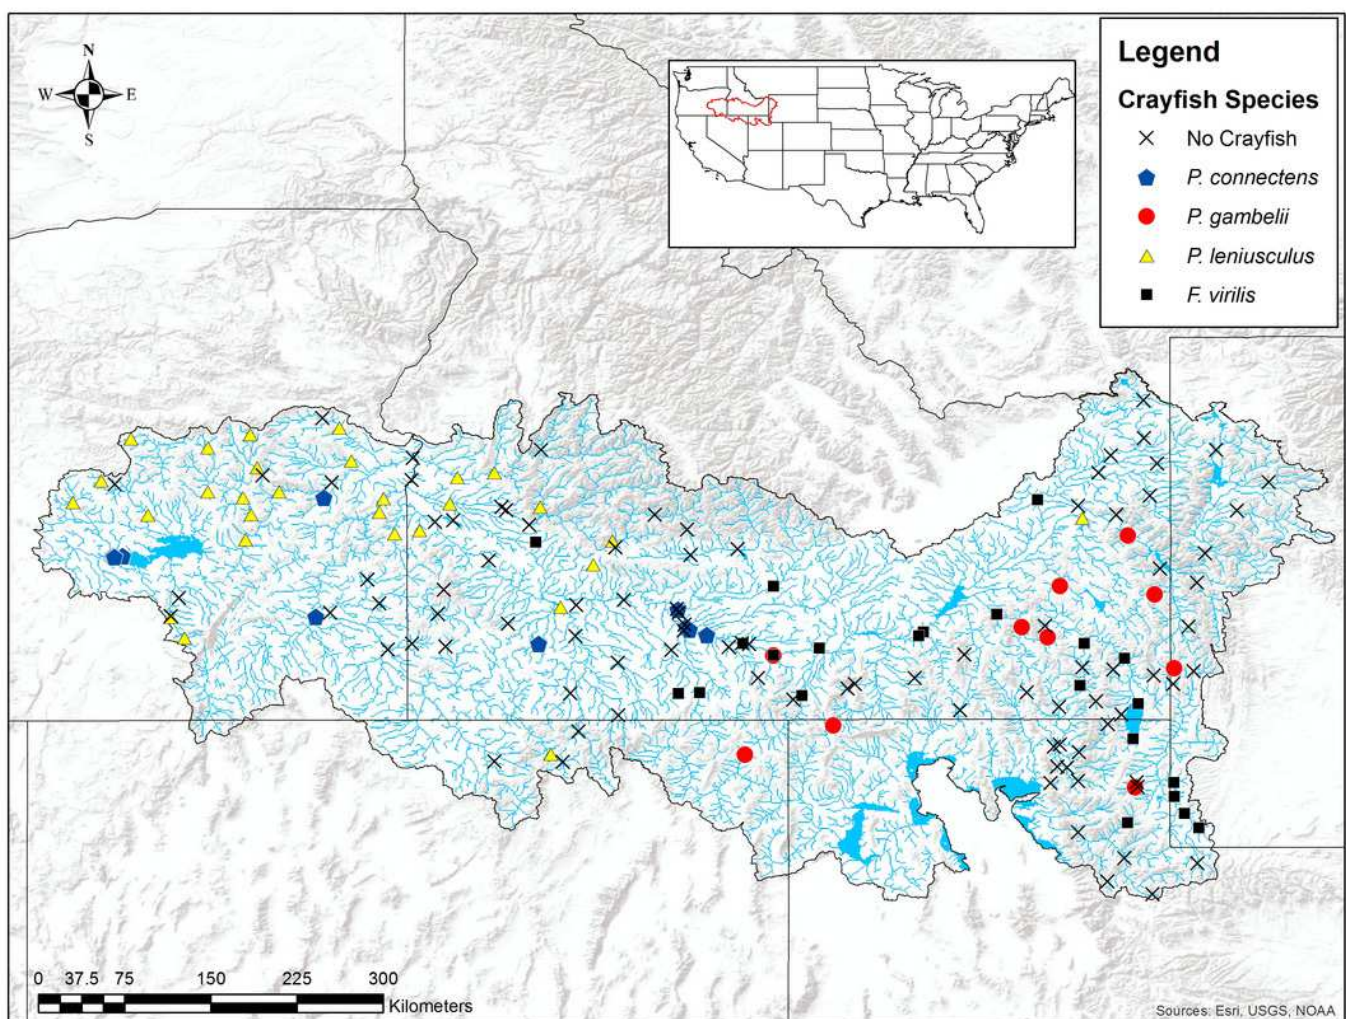 N
W E
S
Legend
Crayfish Species
No Crayfish
P. connectens
P. gambelii
P. leniusculus
F. virilis
0 37.5 75 150 225 300
Kilometers
Sources: Esri, USGS, NOAA